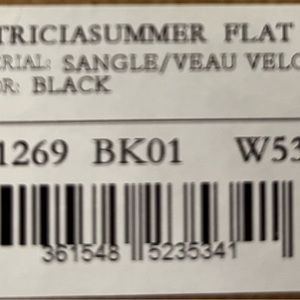 TRICIASUMMER FLAT
ERIAL: SANGLE/VEAU VELO
OR: BLACK
1269 BK01 W53
361548 5235341